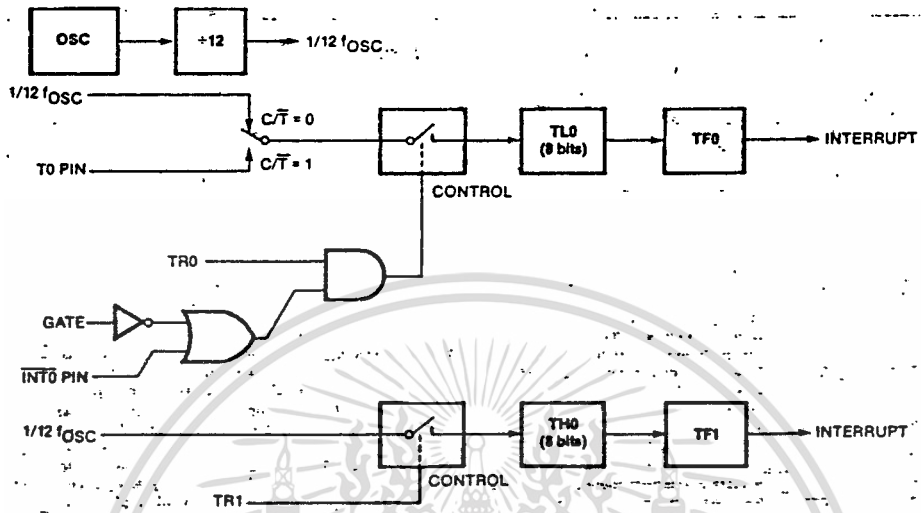 OSC
÷12
1/12 fOSC
1/12 fOSC
C/T̅ = 0
T0 PIN
C/T̅ = 1
TL0
(8 bits)
TF0
INTERRUPT
CONTROL
TR0
GATE
I̅N̅T̅0̅ PIN
1/12 fOSC
TH0
(8 bits)
TF1
INTERRUPT
CONTROL
TR1